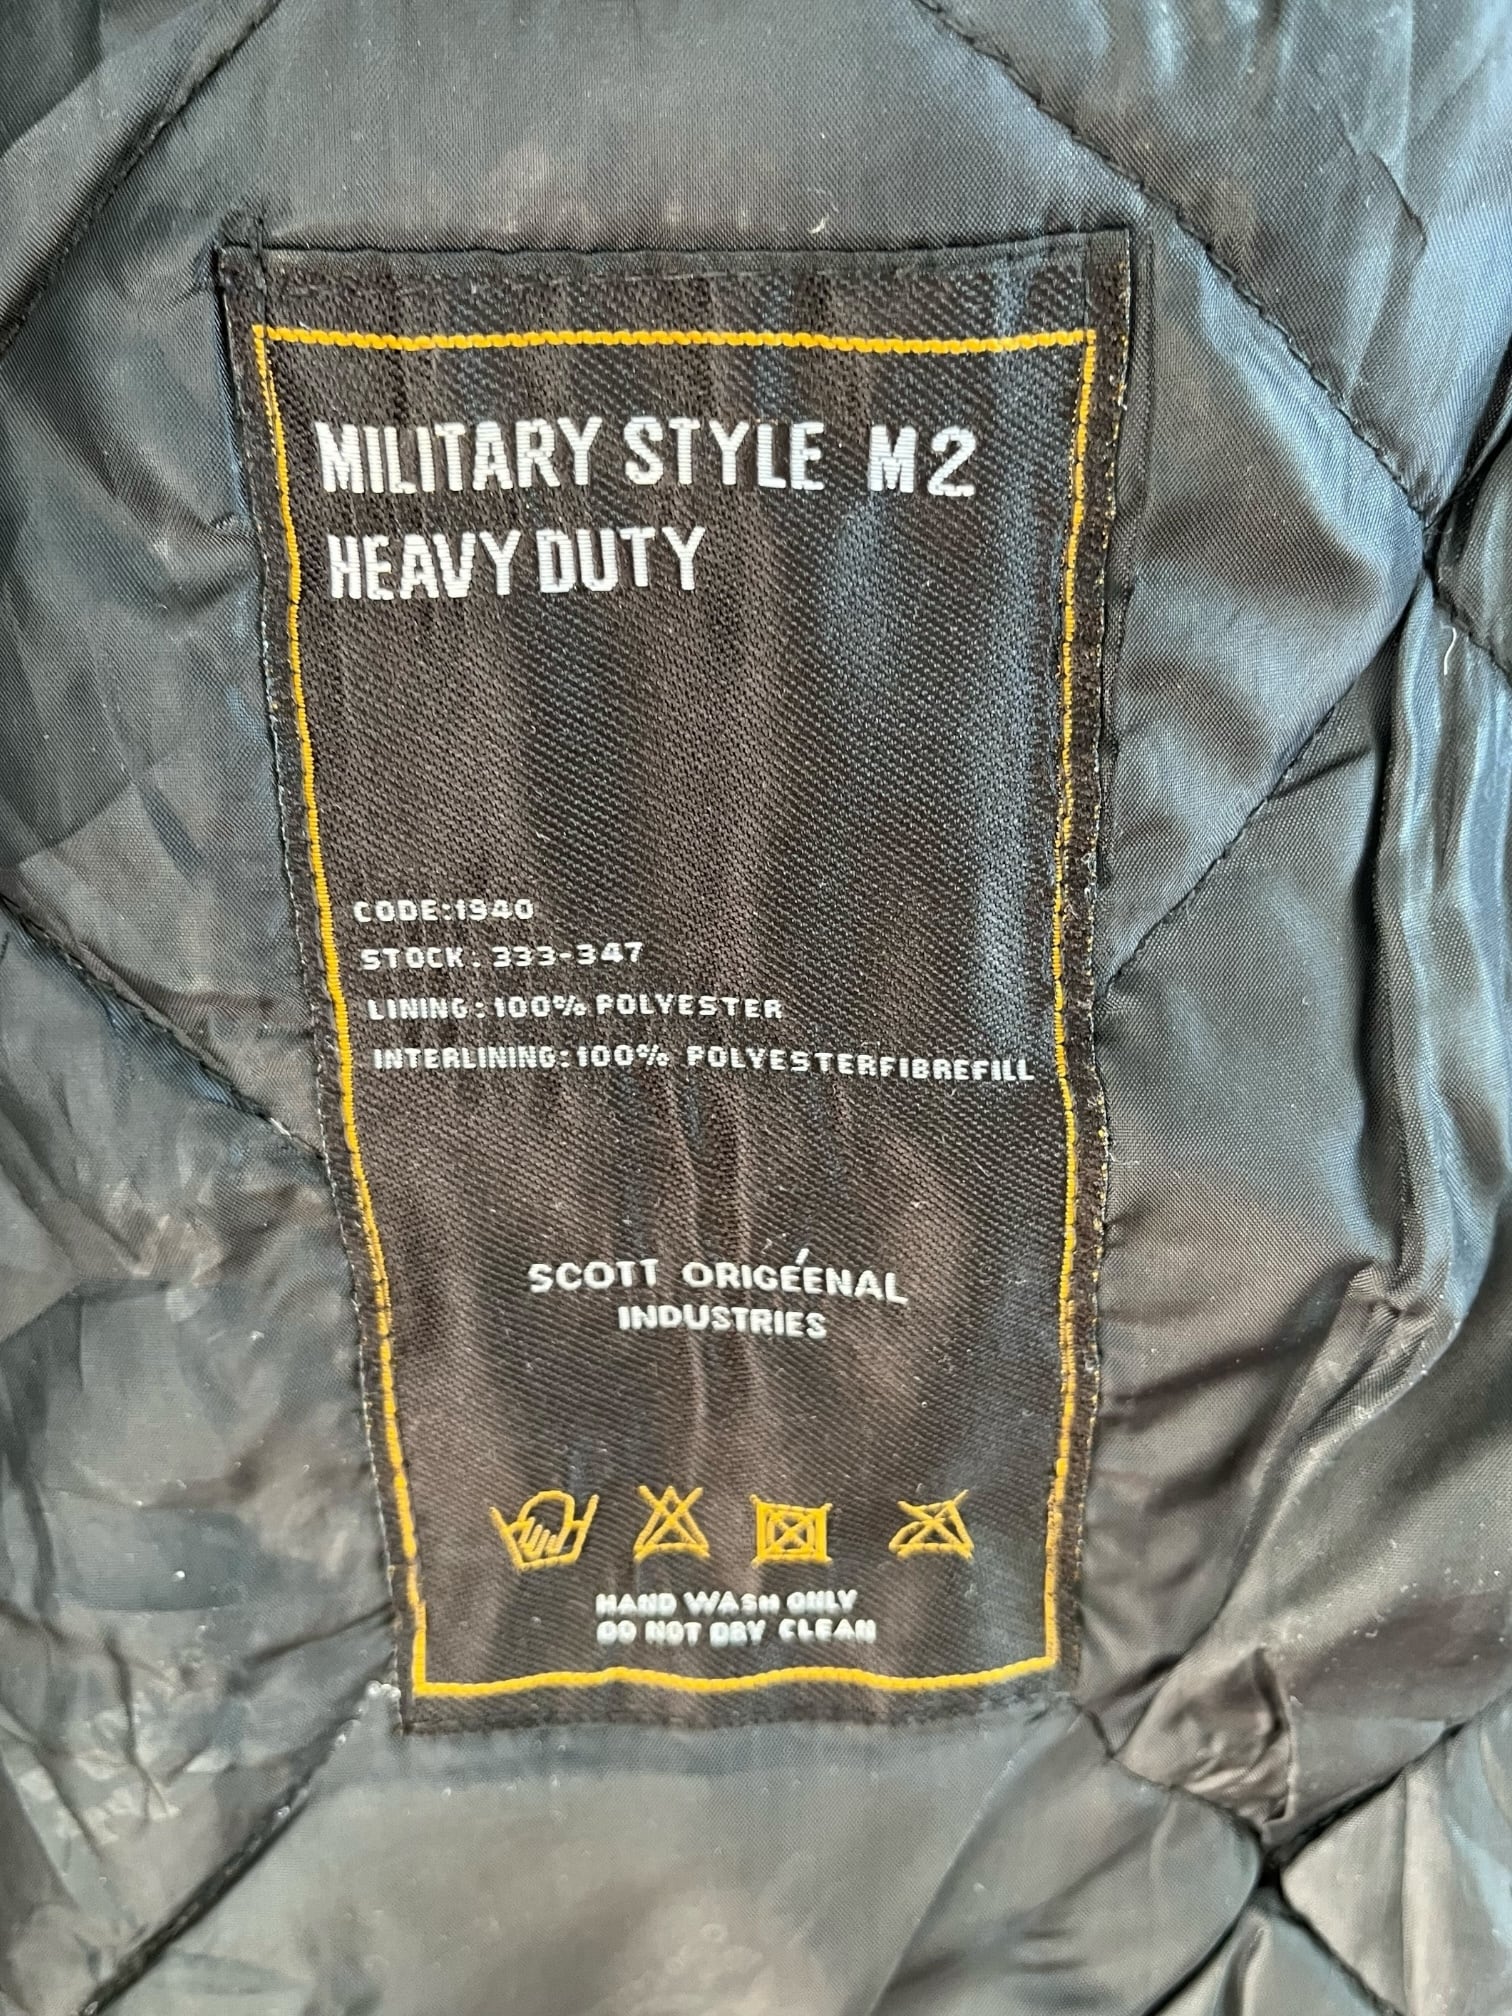 MILITARY STYLE M2
HEAVY DUTY
CODE:1940
STOCK: 333-347
LINING: 100% POLYESTER
INTERLINING: 100% POLYESTERFIBREFILL
SCOTT ORIGÉENAL
INDUSTRIES
HAND WASH ONLY
DO NOT DRY CLEAN